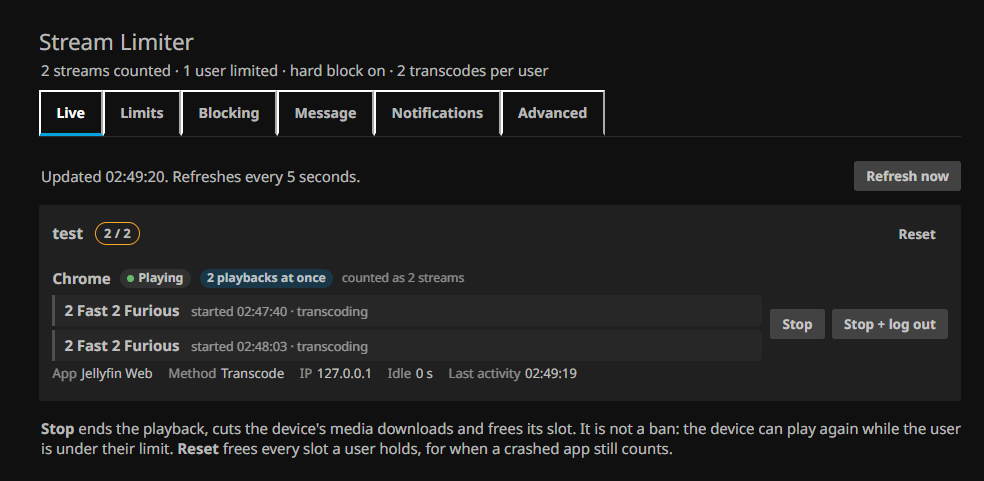 Stream Limiter
2 streams counted · 1 user limited · hard block on · 2 transcodes per user
Live Limits Blocking Message Notifications Advanced
Updated 02:49:20. Refreshes every 5 seconds. Refresh now
test 2 / 2 Reset
Chrome Playing 2 playbacks at once counted as 2 streams
2 Fast 2 Furious started 02:47:40 · transcoding
Stop Stop + log out
2 Fast 2 Furious started 02:48:03 · transcoding
App Jellyfin Web Method Transcode IP 127.0.0.1 Idle 0 s Last activity 02:49:19
Stop ends the playback, cuts the device's media downloads and frees its slot. It is not a ban: the device can play again while the user
is under their limit. Reset frees every slot a user holds, for when a crashed app still counts.